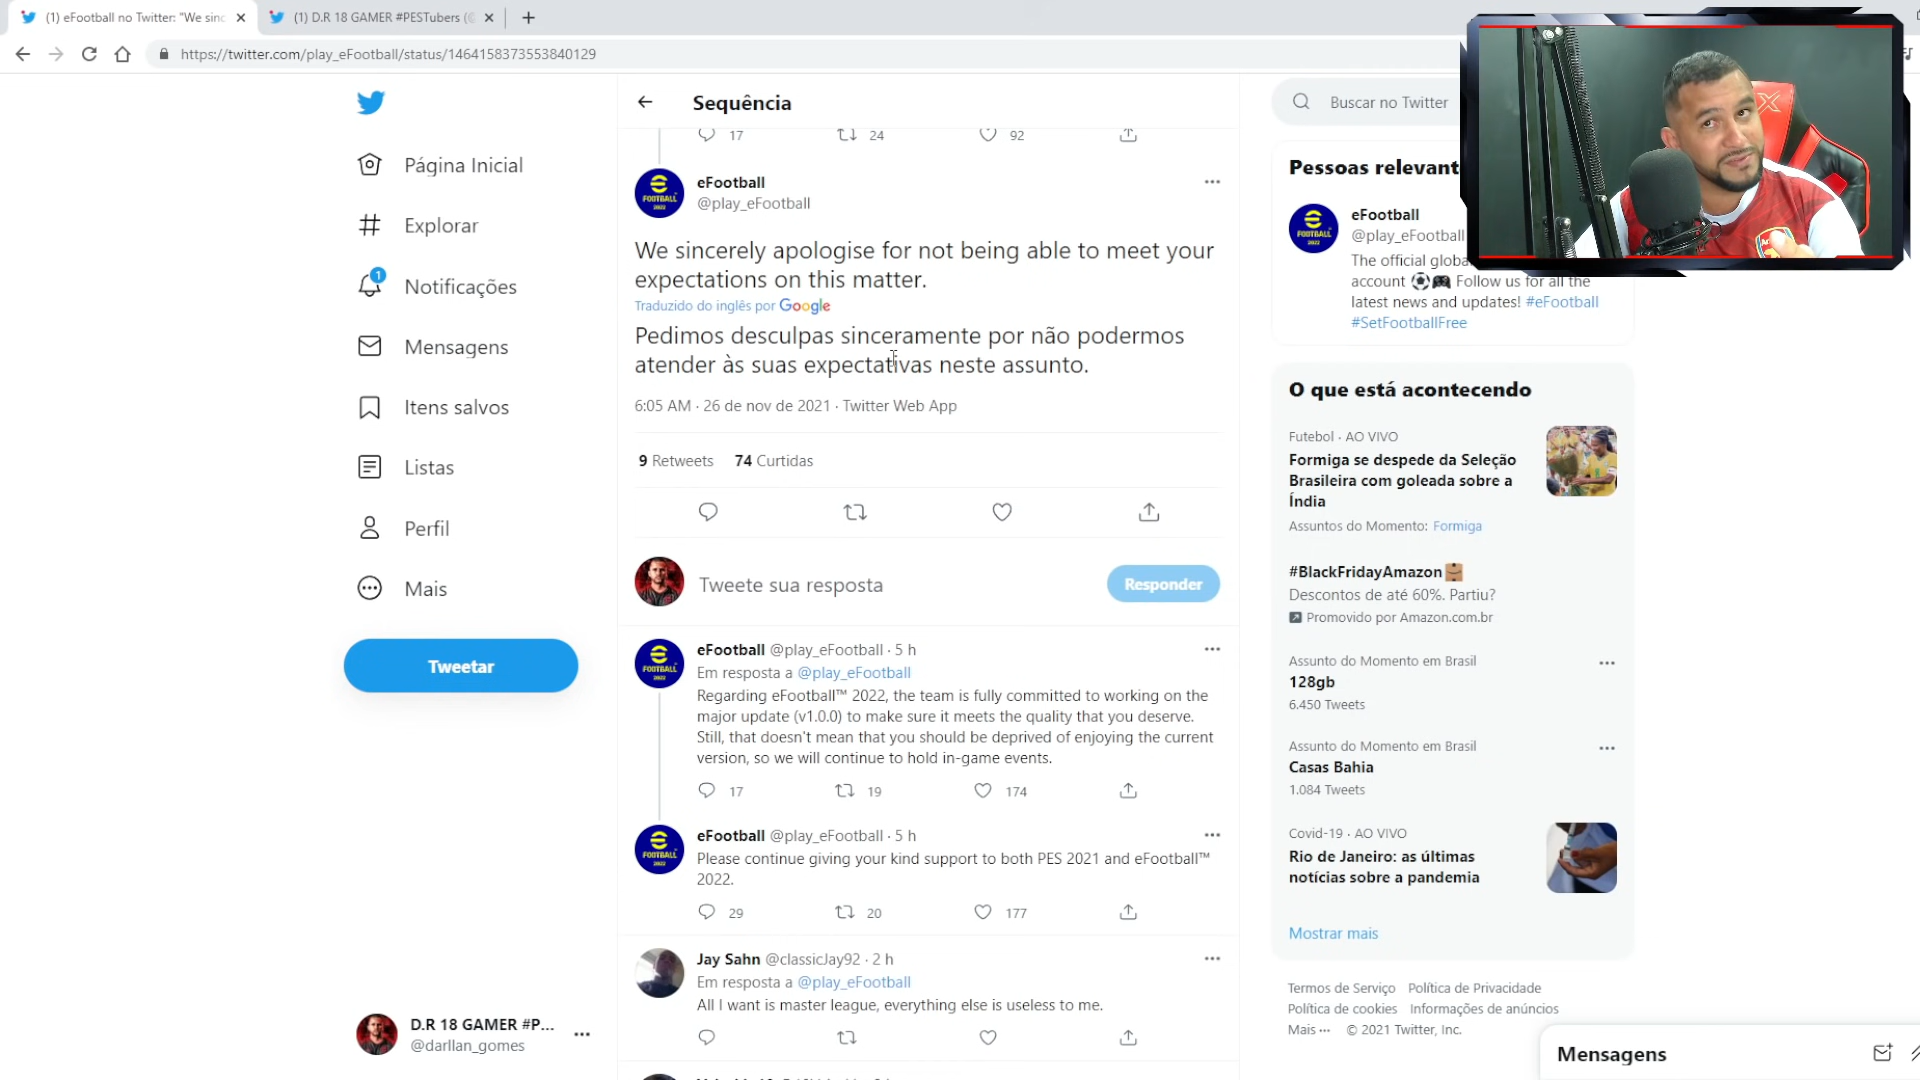 (1) eFootball no Twitter: "We sinc
(1) D.R 18 GAMER #PESTubers (
https://twitter.com/play_eFootball/status/1464158373553840129
Página Inicial
Explorar
1
Notificações
Mensagens
Itens salvos
Listas
Perfil
Mais
Tweetar
D.R 18 GAMER #P...
@darllan_gomes
Sequência
17 24 92
eFootball
@play_eFootball
We sincerely apologise for not being able to meet your
expectations on this matter.
Traduzido do inglês por Google
Pedimos desculpas sinceramente por não podermos
atender às suas expectativas neste assunto.
6:05 AM · 26 de nov de 2021 · Twitter Web App
9 Retweets 74 Curtidas
Tweete sua resposta
Responder
eFootball @play_eFootball · 5 h
Em resposta a @play_eFootball
Regarding eFootball™ 2022, the team is fully committed to working on the
major update (v1.0.0) to make sure it meets the quality that you deserve.
Still, that doesn't mean that you should be deprived of enjoying the current
version, so we will continue to hold in-game events.
17 19 174
eFootball @play_eFootball · 5 h
Please continue giving your kind support to both PES 2021 and eFootball™
2022.
29 20 177
Jay Sahn @classicJay92 · 2 h
Em resposta a @play_eFootball
All I want is master league, everything else is useless to me.
Buscar no Twitter
Pessoas relevant
eFootball
@play_eFootball
The official globa
account ⚽🎮 Follow us for all the
latest news and updates! #eFootball
#SetFootballFree
O que está acontecendo
Futebol · AO VIVO
Formiga se despede da Seleção
Brasileira com goleada sobre a
Índia
Assuntos do Momento: Formiga
#BlackFridayAmazon
Descontos de até 60%. Partiu?
Promovido por Amazon.com.br
Assunto do Momento em Brasil
128gb
6.450 Tweets
Assunto do Momento em Brasil
Casas Bahia
1.084 Tweets
Covid-19 · AO VIVO
Rio de Janeiro: as últimas
notícias sobre a pandemia
Mostrar mais
Termos de Serviço Política de Privacidade
Política de cookies Informações de anúncios
Mais ··· © 2021 Twitter, Inc.
Mensagens